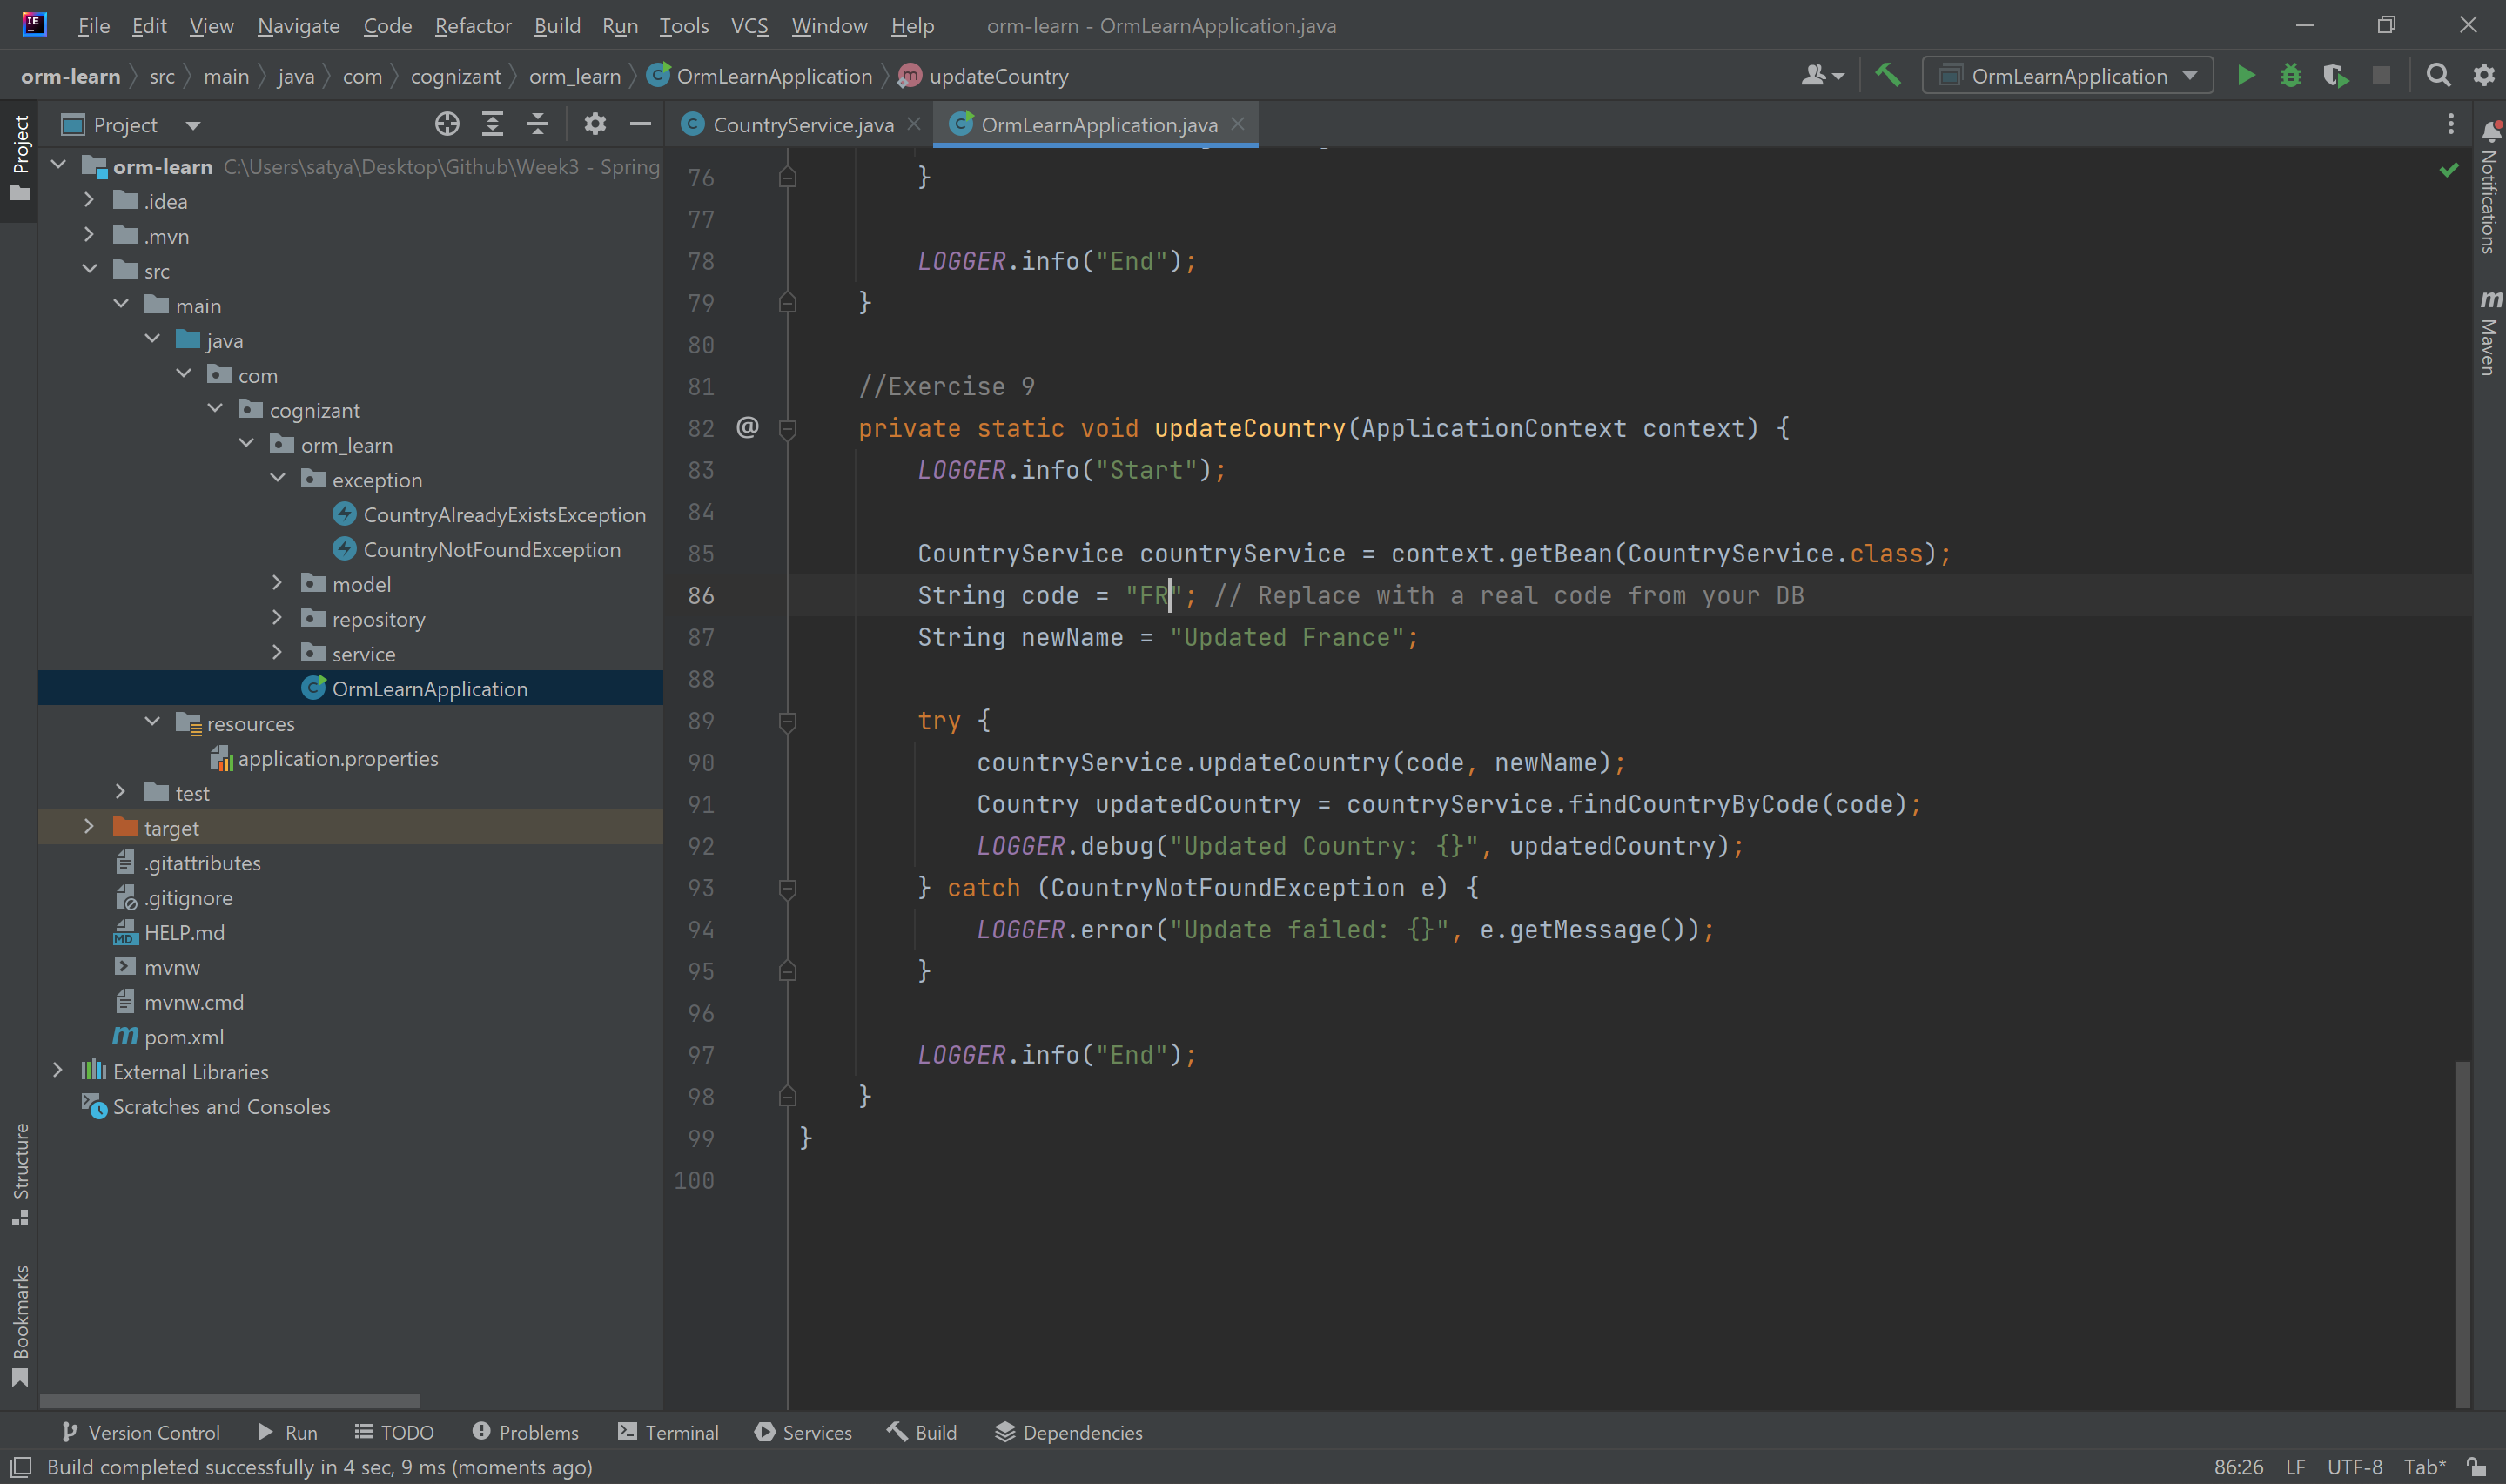 File Edit View Navigate Code Refactor Build Run Tools VCS Window Help orm-learn - OrmLearnApplication.java
orm-learn src main java com cognizant orm_learn OrmLearnApplication updateCountry OrmLearnApplication
Project
CountryService.java OrmLearnApplication.java
orm-learn C:\Users\satya\Desktop\Github\Week3 - Spring
.idea
.mvn
src
main
java
com
cognizant
orm_learn
exception
CountryAlreadyExistsException
CountryNotFoundException
model
repository
service
OrmLearnApplication
resources
application.properties
test
target
.gitattributes
.gitignore
HELP.md
mvnw
mvnw.cmd
pom.xml
External Libraries
Scratches and Consoles
76 }
77
78 LOGGER.info("End");
79 }
80
81 //Exercise 9
82 @ private static void updateCountry(ApplicationContext context) {
83 LOGGER.info("Start");
84
85 CountryService countryService = context.getBean(CountryService.class);
86 String code = "FR"; // Replace with a real code from your DB
87 String newName = "Updated France";
88
89 try {
90 countryService.updateCountry(code, newName);
91 Country updatedCountry = countryService.findCountryByCode(code);
92 LOGGER.debug("Updated Country: {}", updatedCountry);
93 } catch (CountryNotFoundException e) {
94 LOGGER.error("Update failed: {}", e.getMessage());
95 }
96
97 LOGGER.info("End");
98 }
99 }
100
Project
Structure
Bookmarks
Notifications
Maven
Version Control Run TODO Problems Terminal Services Build Dependencies
Build completed successfully in 4 sec, 9 ms (moments ago) 86:26 LF UTF-8 Tab*